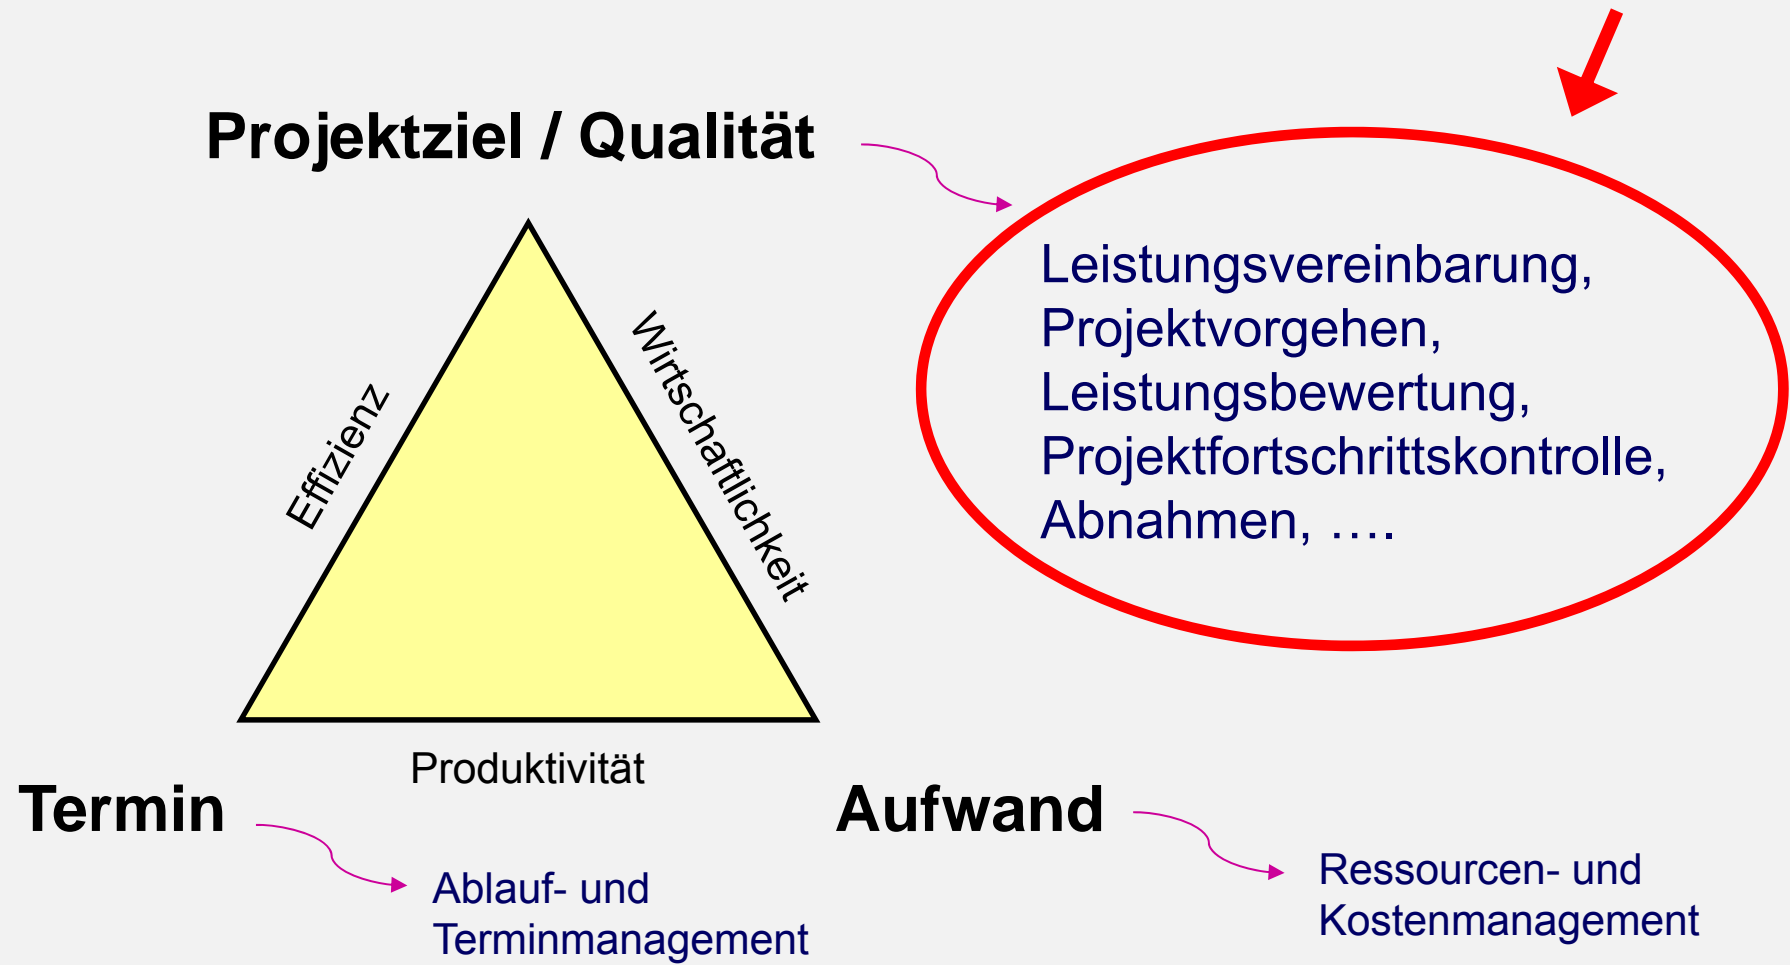 Projektziel / Qualität
Leistungsvereinbarung,
Projektvorgehen,
Leistungsbewertung,
Projektfortschrittskontrolle,
Abnahmen, ….
Effizienz
Wirtschaftlichkeit
Produktivität
Termin
Aufwand
Ablauf- und
Terminmanagement
Ressourcen- und
Kostenmanagement